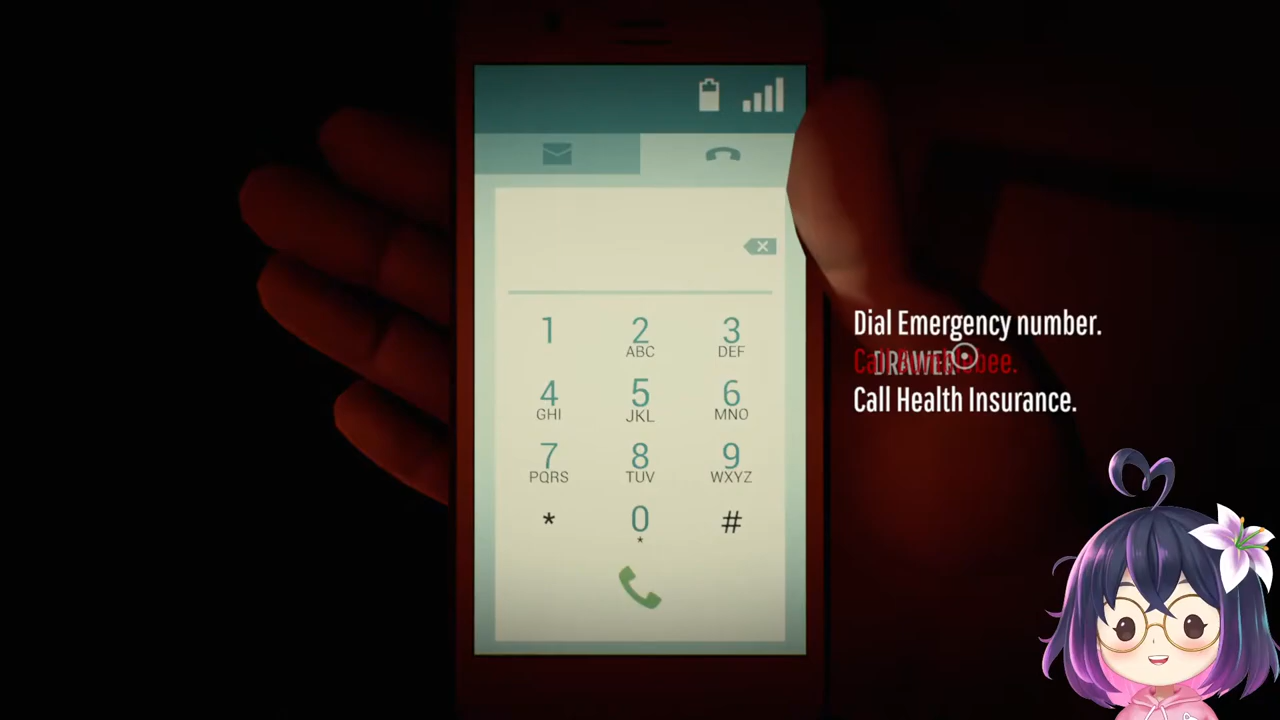 1
2
ABC
3
DEF
4
GHI
5
JKL
6
MNO
7
PQRS
8
TUV
9
WXYZ
*
0
*
#
Dial Emergency number.
DRAWER
Call Health Insurance.